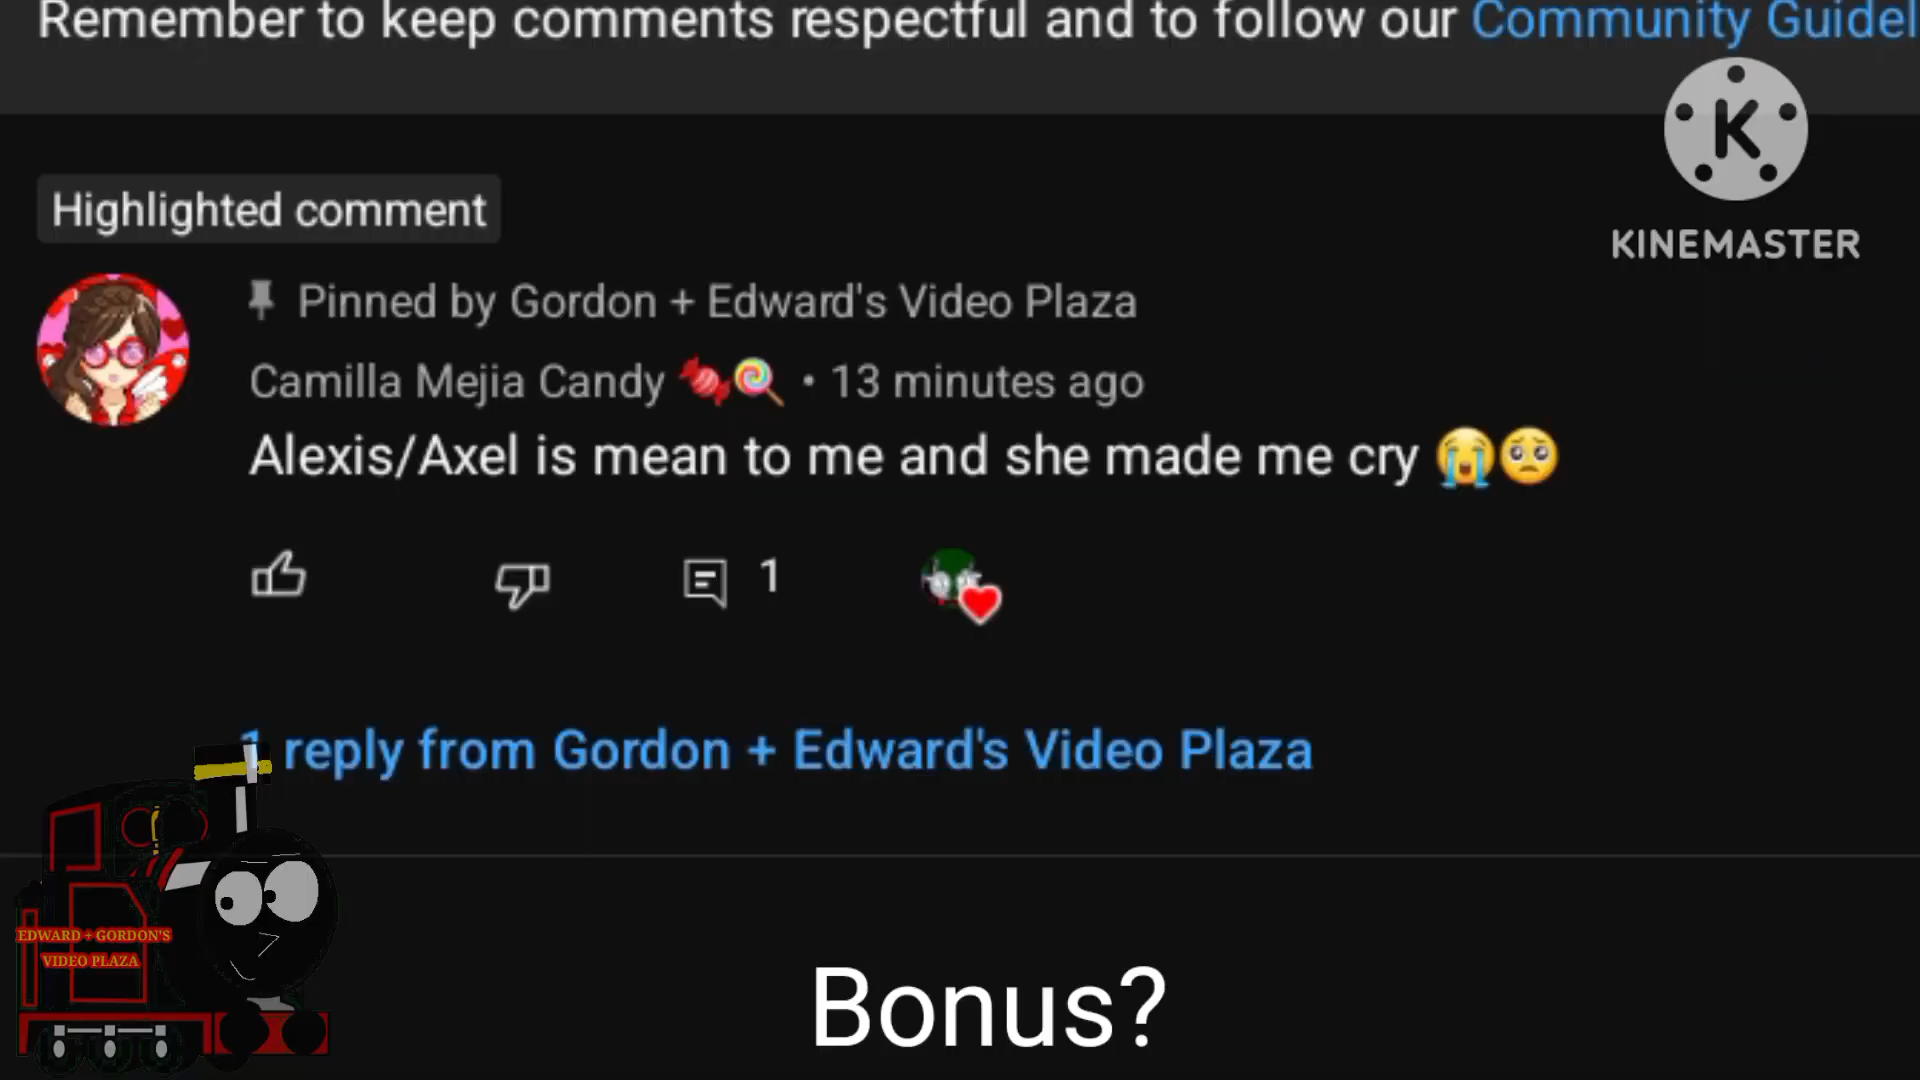 Remember to keep comments respectful and to follow our Community Guidel
K
KINEMASTER
Highlighted comment
Pinned by Gordon + Edward's Video Plaza
Camilla Mejia Candy 🍬🍭 • 13 minutes ago
Alexis/Axel is mean to me and she made me cry 😭🥺
1
1 reply from Gordon + Edward's Video Plaza
EDWARD + GORDON'S
VIDEO PLAZA
Bonus?